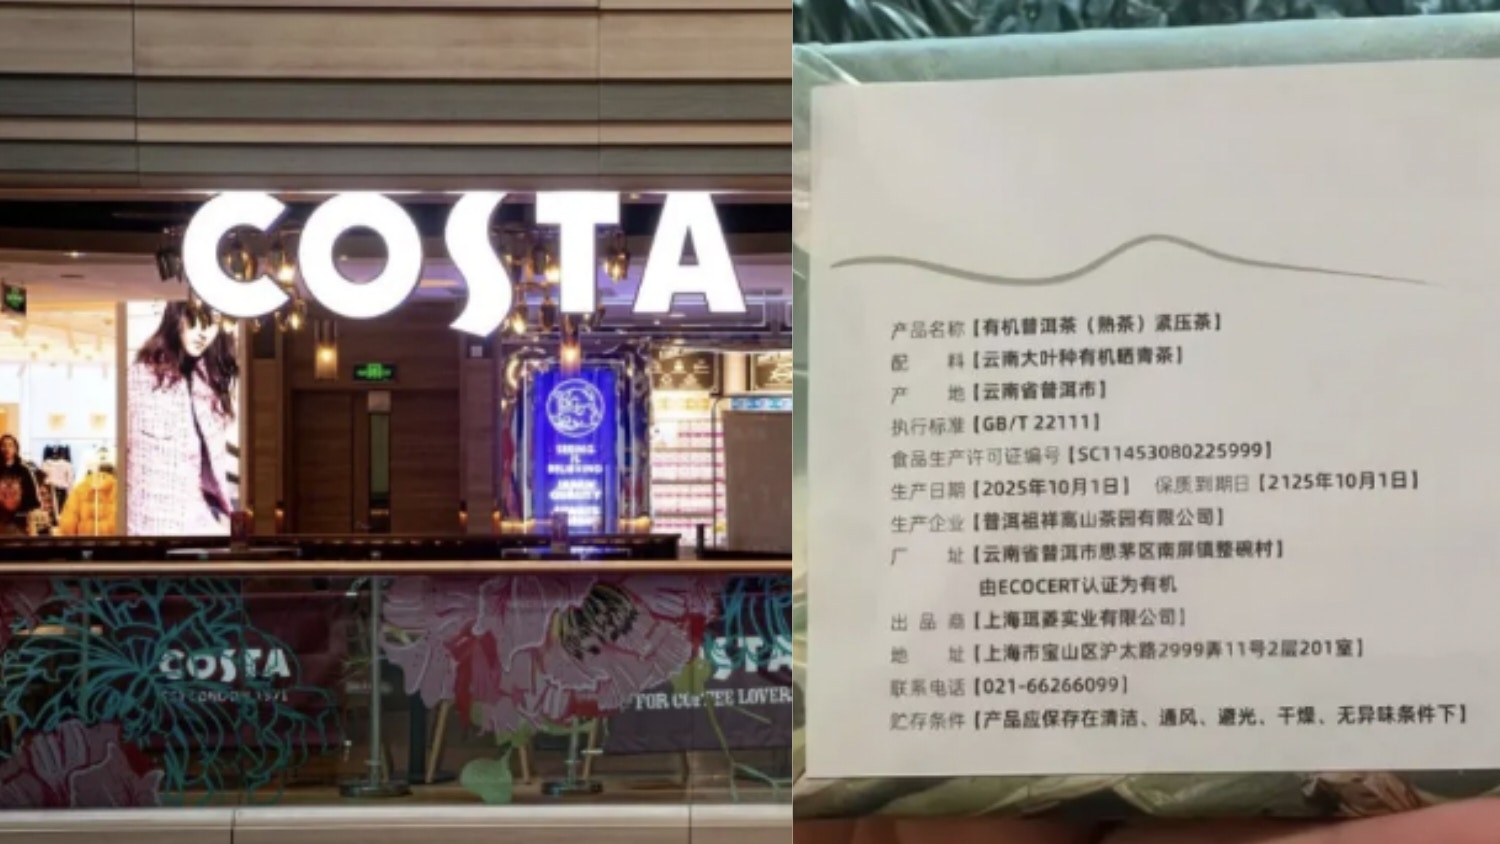 COSTA
SEEING
IS
BELIEVING
COSTA
COSTA
FOR COFFEE LOVERS
产品名称【有机普洱茶（熟茶）紧压茶】
配 料【云南大叶种有机晒青茶】
产 地【云南省普洱市】
执行标准【GB/T 22111】
食品生产许可证编号【SC11453080225999】
生产日期【2025年10月1日】 保质到期日【2125年10月1日】
生产企业【普洱祖祥高山茶园有限公司】
厂 址【云南省普洱市思茅区南屏镇整碗村】
由ECOCERT认证为有机
出 品 商【上海珥菱实业有限公司】
地 址【上海市宝山区沪太路2999弄11号2层201室】
联系电话【021-66266099】
贮存条件【产品应保存在清洁、通风、避光、干燥、无异味条件下】